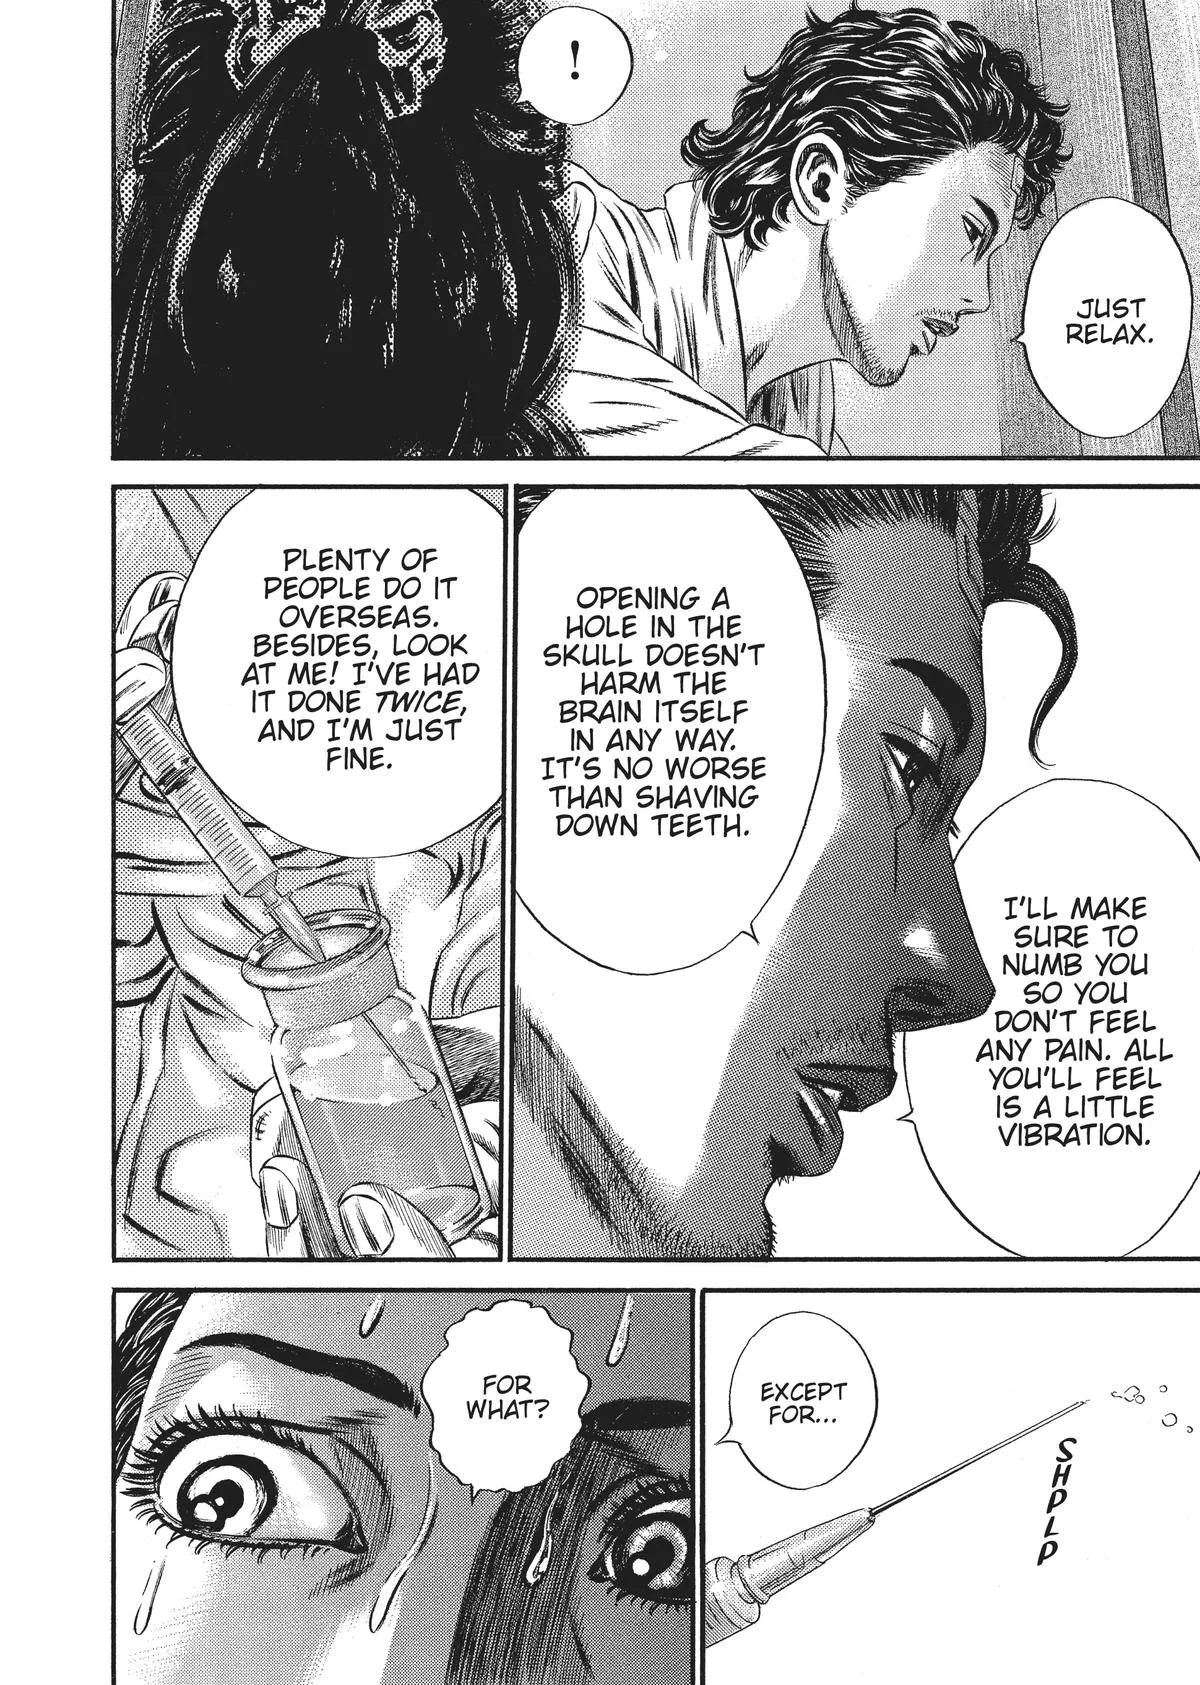 !
JUST
RELAX.
I'LL MAKE
SURE TO
NUMB YOU
SO YOU
DON'T FEEL
ANY PAIN. ALL
YOU'LL FEEL
IS A LITTLE
VIBRATION.
OPENING A
HOLE IN THE
SKULL DOESN'T
HARM THE
BRAIN ITSELF
IN ANY WAY.
IT'S NO WORSE
THAN SHAVING
DOWN TEETH.
PLENTY OF
PEOPLE DO IT
OVERSEAS.
BESIDES, LOOK
AT ME! I'VE HAD
IT DONE TWICE,
AND I'M JUST
FINE.
EXCEPT
FOR...
SHPLP
FOR
WHAT?